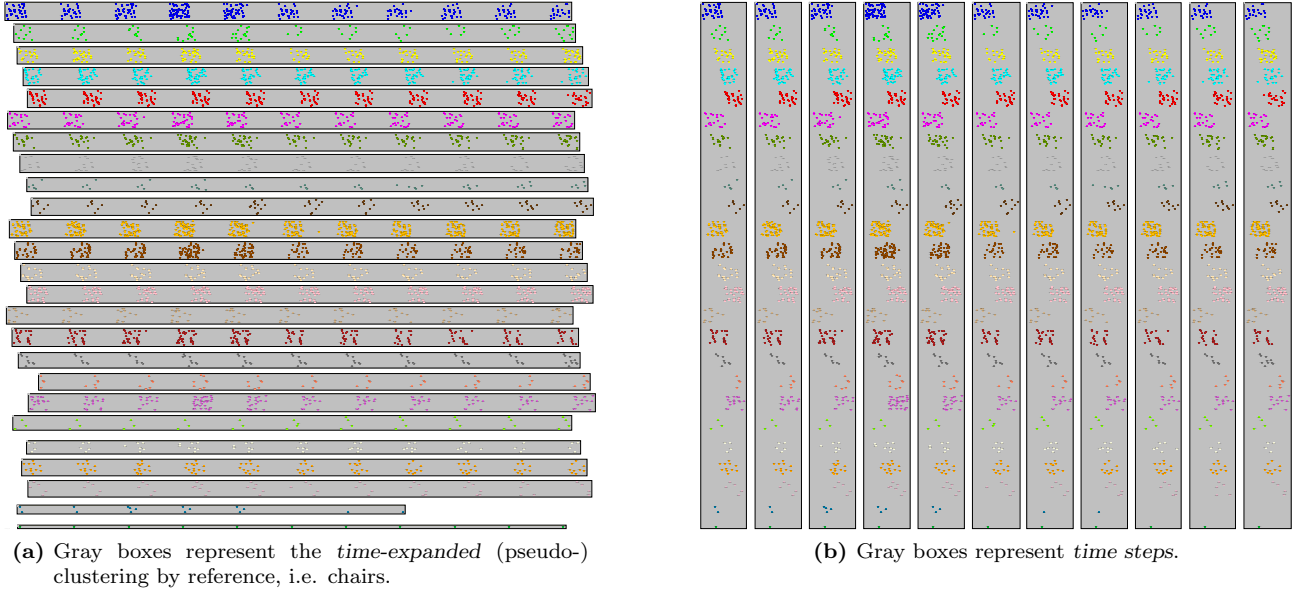 (a) Gray boxes represent the time-expanded (pseudo-)
clustering by reference, i.e. chairs.
(b) Gray boxes represent time steps.